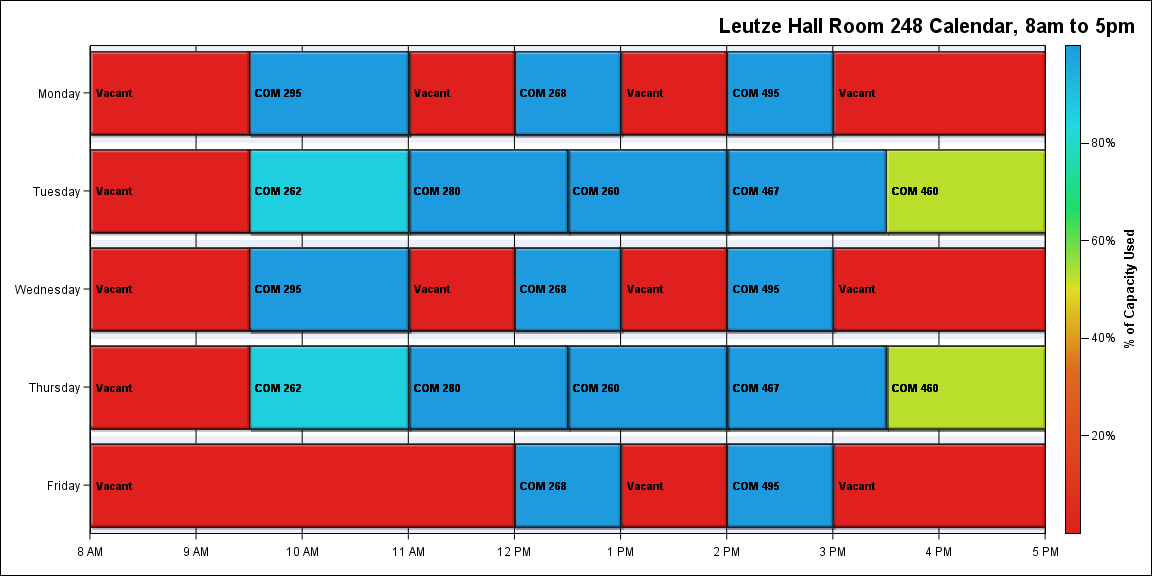 Leutze Hall Room 248 Calendar, 8am to 5pm
Monday
Vacant
COM 295
Vacant
COM 268
Vacant
COM 495
Vacant
Tuesday
Vacant
COM 262
COM 280
COM 260
COM 467
COM 460
Wednesday
Vacant
COM 295
Vacant
COM 268
Vacant
COM 495
Vacant
Thursday
Vacant
COM 262
COM 280
COM 260
COM 467
COM 460
Friday
Vacant
COM 268
Vacant
COM 495
Vacant
8 AM
9 AM
10 AM
11 AM
12 PM
1 PM
2 PM
3 PM
4 PM
5 PM
80%
60%
40%
20%
% of Capacity Used